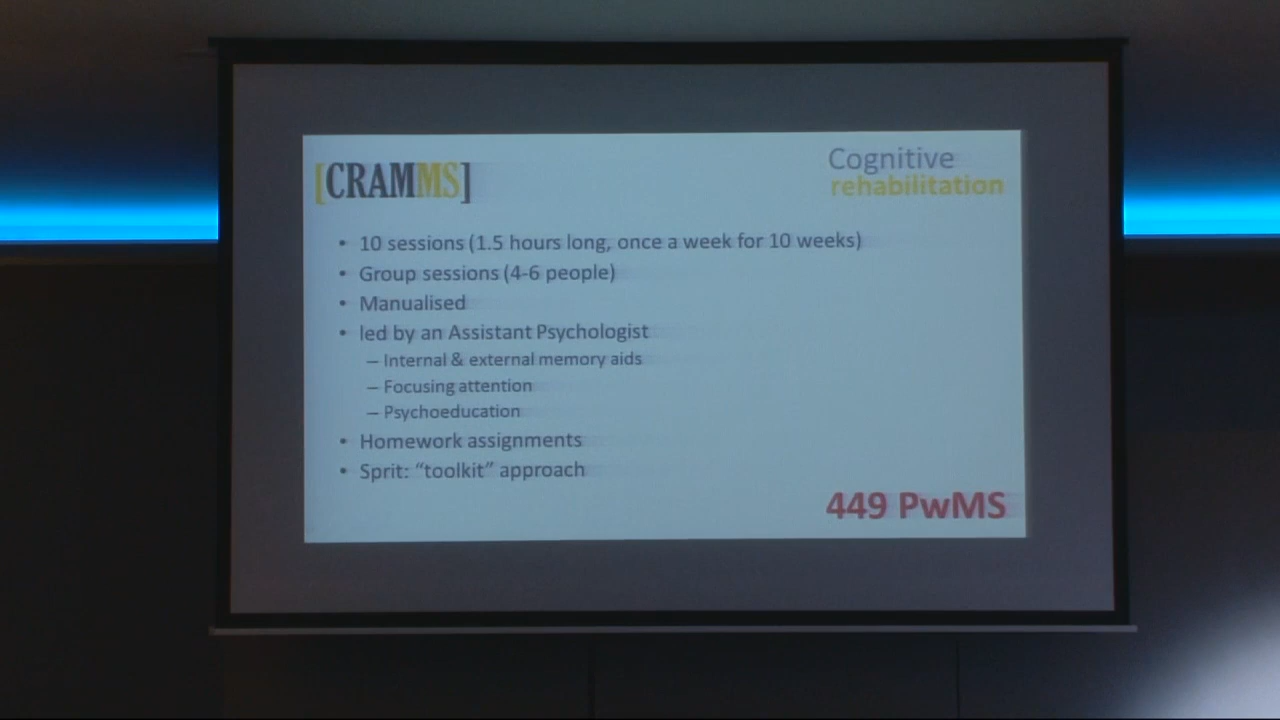 [CRAMMS]
Cognitive
rehabilitation
• 10 sessions (1.5 hours long, once a week for 10 weeks)
• Group sessions (4-6 people)
• Manualised
• led by an Assistant Psychologist
– Internal & external memory aids
– Focusing attention
– Psychoeducation
• Homework assignments
• Sprit: “toolkit” approach
449 PwMS